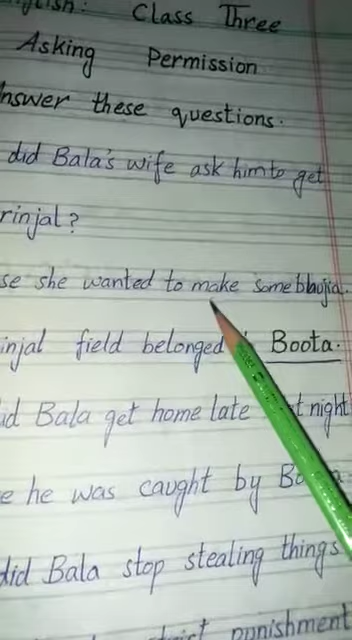 glish: Class Three
Asking Permission
nswer these questions.
did Bala's wife ask him to get
rinjal?
se she wanted to make some bhujia.
injal field belonged Boota.
id Bala get home late t night
e he was caught by
did Bala stop stealing things
punishment